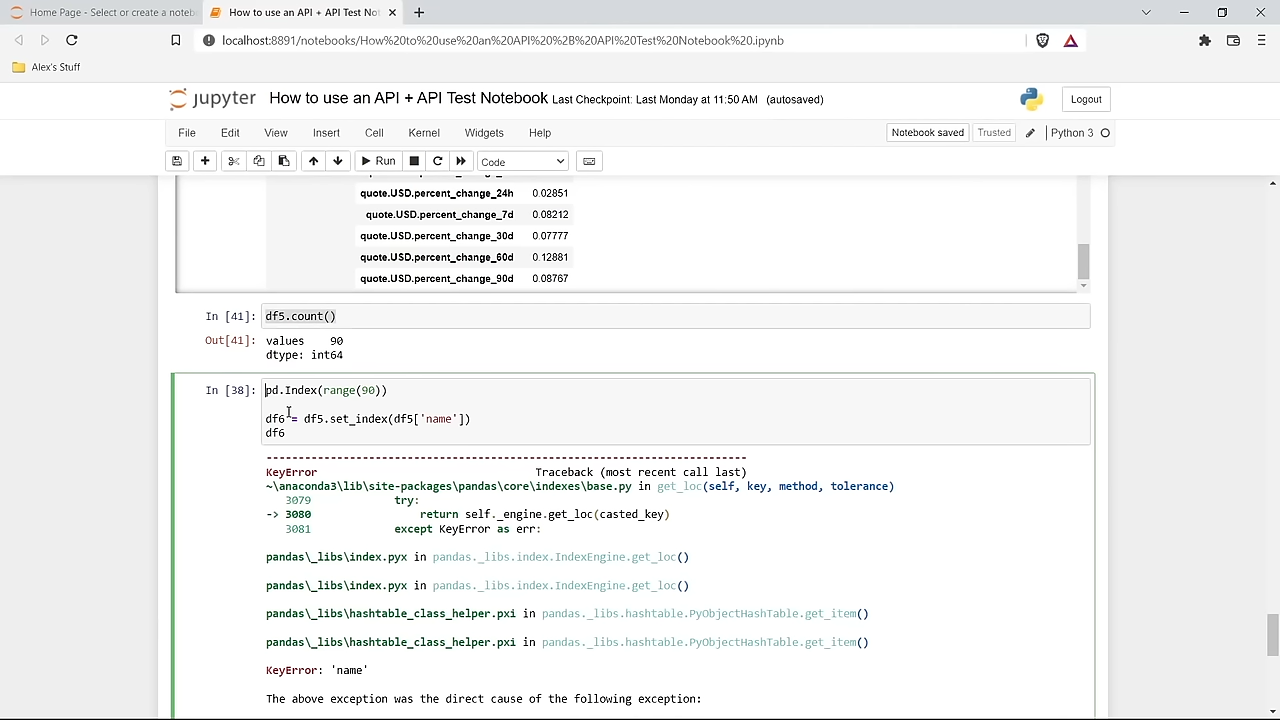 Home Page - Select or create a noteb
How to use an API + API Test Not
localhost:8891/notebooks/How%20to%20use%20an%20API%20%2B%20API%20Test%20Notebook%20.ipynb
Alex's Stuff
jupyter How to use an API + API Test Notebook Last Checkpoint: Last Monday at 11:50 AM (autosaved)
Logout
File Edit View Insert Cell Kernel Widgets Help
Notebook saved Trusted Python 3
Run Code
quote.USD.percent_change_24h 0.02851
quote.USD.percent_change_7d 0.08212
quote.USD.percent_change_30d 0.07777
quote.USD.percent_change_60d 0.12881
quote.USD.percent_change_90d 0.08767
In [41]: df5.count()
Out[41]: values 90
dtype: int64
In [38]: pd.Index(range(90))
df6 = df5.set_index(df5['name'])
df6
---------------------------------------------------------------------------
KeyError Traceback (most recent call last)
~\anaconda3\lib\site-packages\pandas\core\indexes\base.py in get_loc(self, key, method, tolerance)
3079 try:
-> 3080 return self._engine.get_loc(casted_key)
3081 except KeyError as err:
pandas\_libs\index.pyx in pandas._libs.index.IndexEngine.get_loc()
pandas\_libs\index.pyx in pandas._libs.index.IndexEngine.get_loc()
pandas\_libs\hashtable_class_helper.pxi in pandas._libs.hashtable.PyObjectHashTable.get_item()
pandas\_libs\hashtable_class_helper.pxi in pandas._libs.hashtable.PyObjectHashTable.get_item()
KeyError: 'name'
The above exception was the direct cause of the following exception: